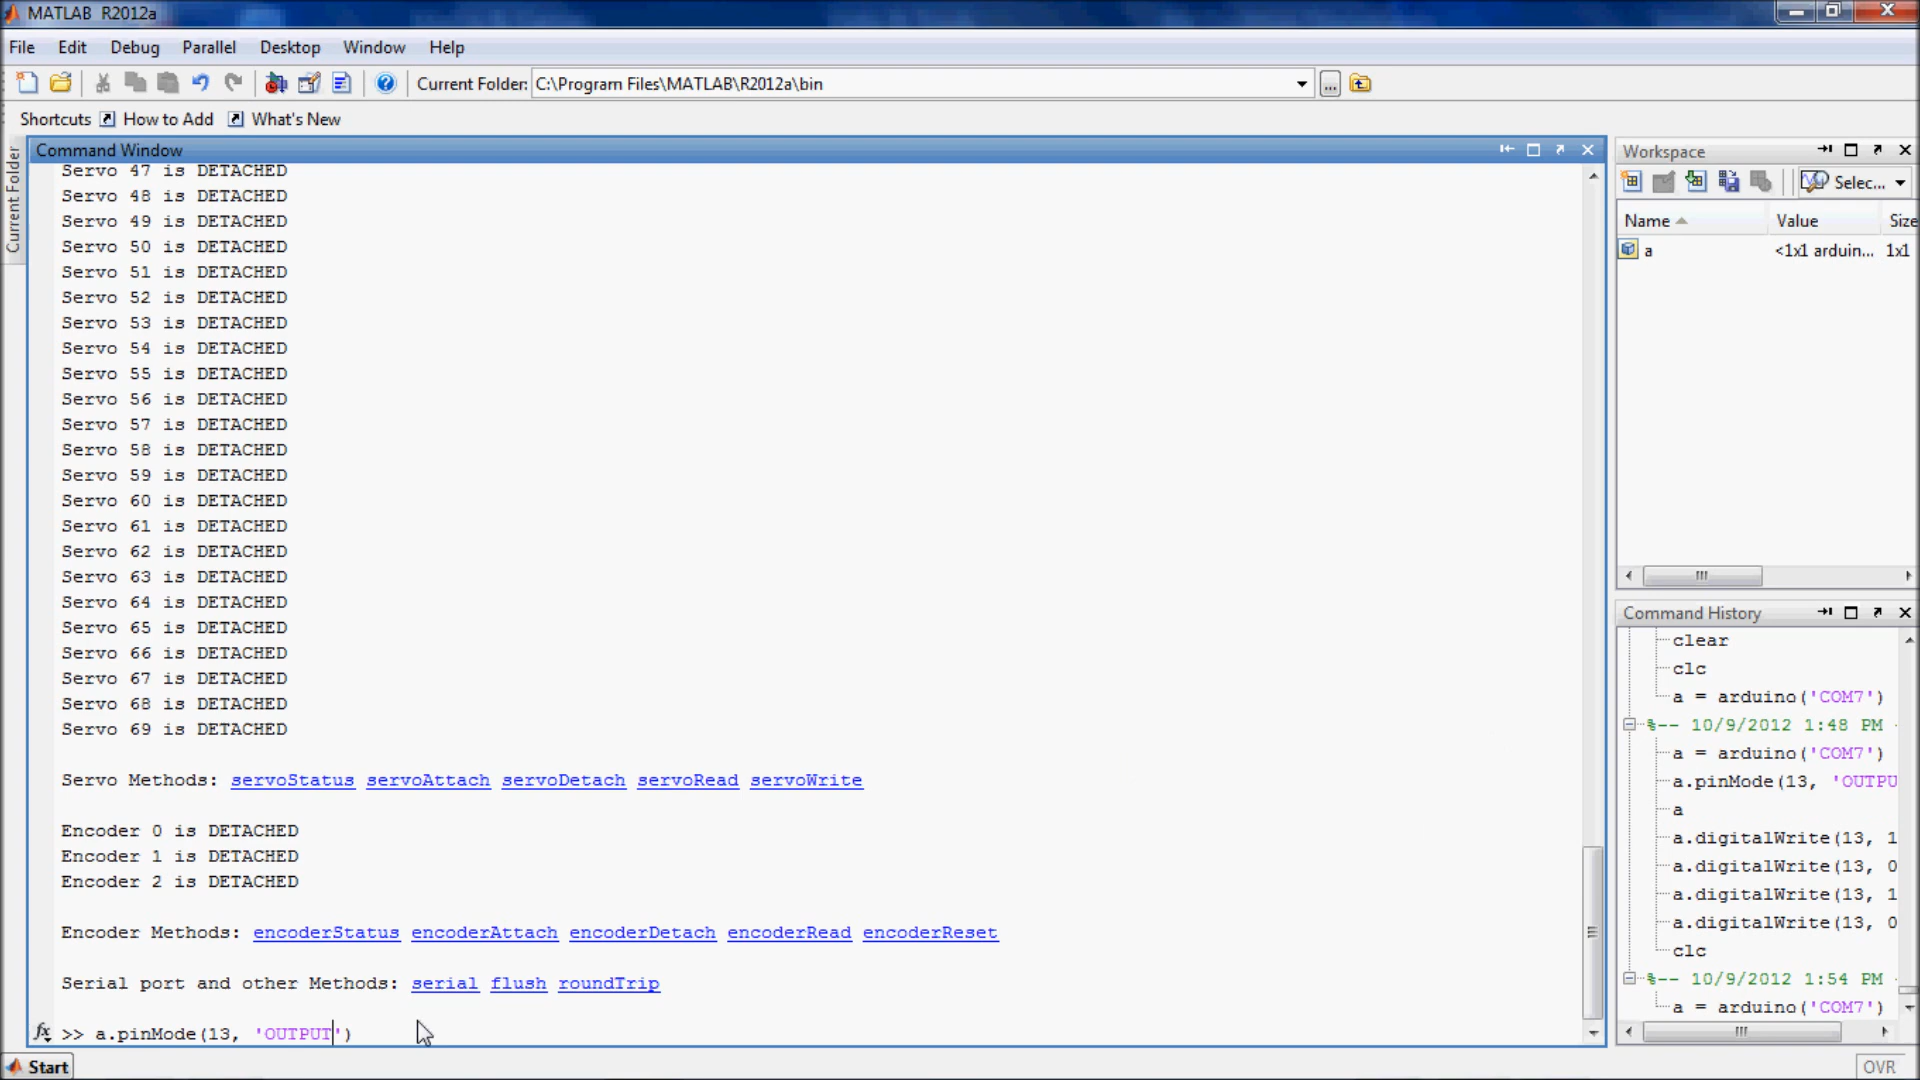 MATLAB R2012a
File Edit Debug Parallel Desktop Window Help
Current Folder: C:\Program Files\MATLAB\R2012a\bin ...
Shortcuts How to Add What's New
Current Folder
Command Window
Servo 47 is DETACHED
Servo 48 is DETACHED
Servo 49 is DETACHED
Servo 50 is DETACHED
Servo 51 is DETACHED
Servo 52 is DETACHED
Servo 53 is DETACHED
Servo 54 is DETACHED
Servo 55 is DETACHED
Servo 56 is DETACHED
Servo 57 is DETACHED
Servo 58 is DETACHED
Servo 59 is DETACHED
Servo 60 is DETACHED
Servo 61 is DETACHED
Servo 62 is DETACHED
Servo 63 is DETACHED
Servo 64 is DETACHED
Servo 65 is DETACHED
Servo 66 is DETACHED
Servo 67 is DETACHED
Servo 68 is DETACHED
Servo 69 is DETACHED
Servo Methods: servoStatus servoAttach servoDetach servoRead servoWrite
Encoder 0 is DETACHED
Encoder 1 is DETACHED
Encoder 2 is DETACHED
Encoder Methods: encoderStatus encoderAttach encoderDetach encoderRead encoderReset
Serial port and other Methods: serial flush roundTrip
fx >> a.pinMode(13, 'OUTPUT')
Workspace
Selec...
Name Value Size
a <1x1 arduin... 1x1
Command History
clear
clc
a = arduino('COM7')
%-- 10/9/2012 1:48 PM -
a = arduino('COM7')
a.pinMode(13, 'OUTPU
a
a.digitalWrite(13, 1
a.digitalWrite(13, 0
a.digitalWrite(13, 1
a.digitalWrite(13, 0
clc
%-- 10/9/2012 1:54 PM
a = arduino('COM7')
Start
OVR